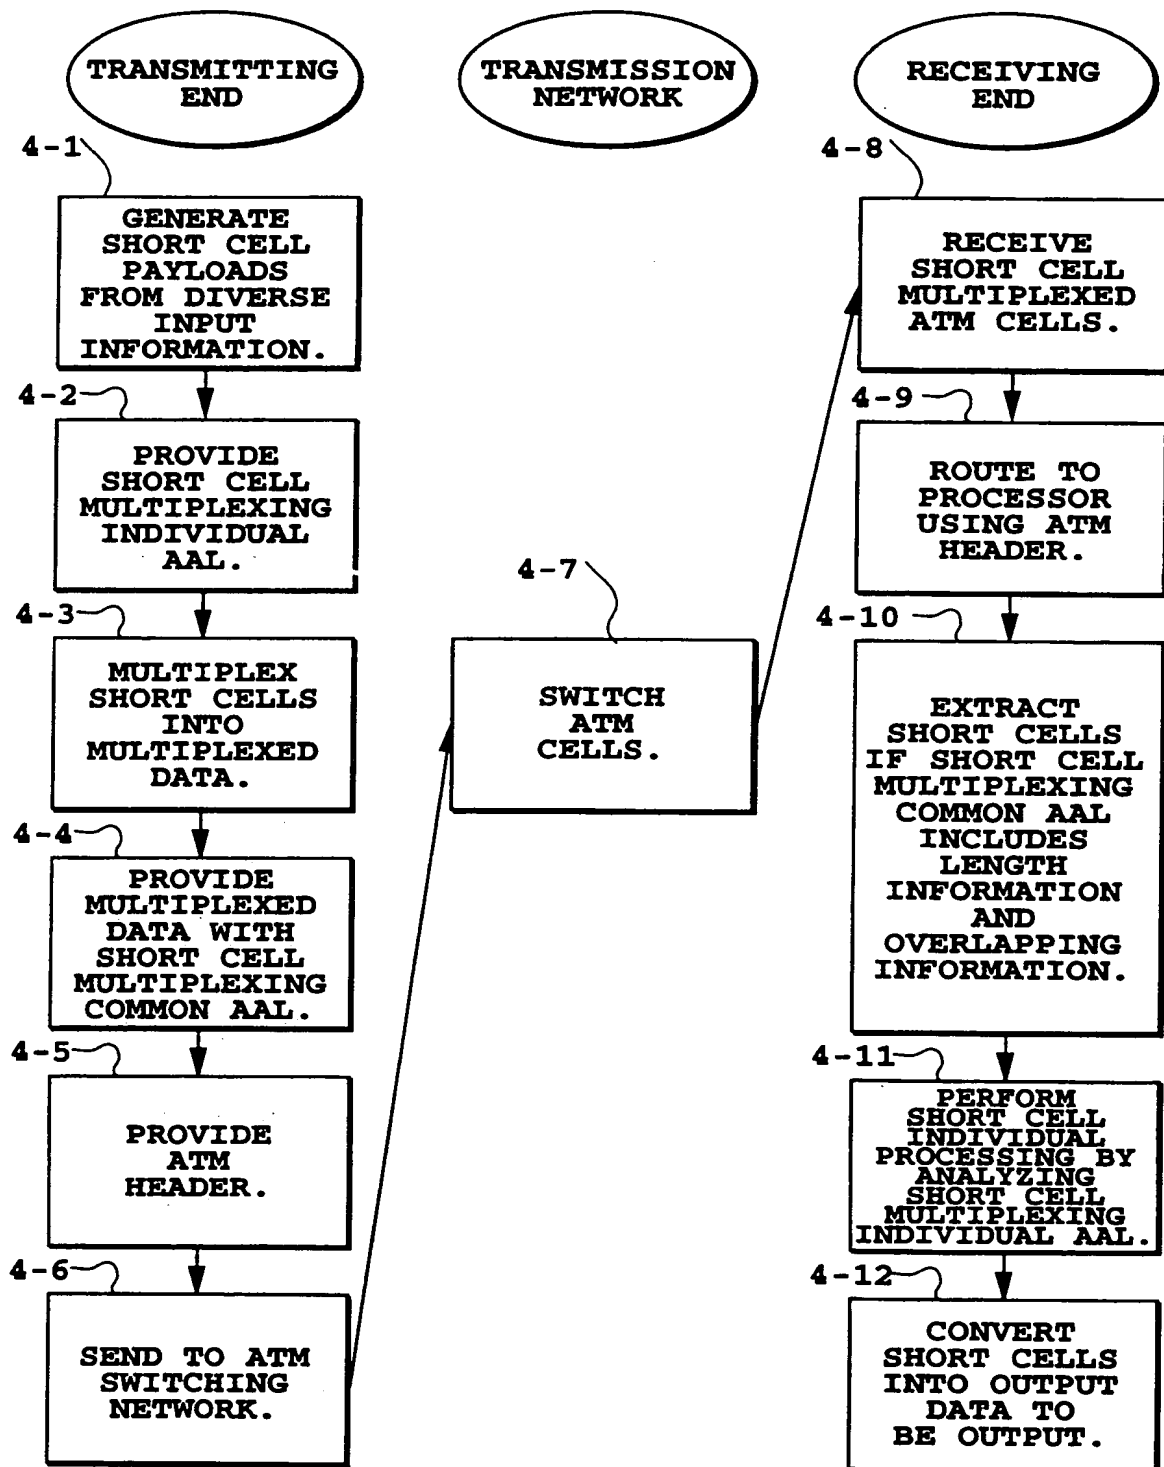 TRANSMITTING
END
4-1
GENERATE
SHORT CELL
PAYLOADS
FROM DIVERSE
INPUT
INFORMATION.
4-2
PROVIDE
SHORT CELL
MULTIPLEXING
INDIVIDUAL
AAL.
4-3
MULTIPLEX
SHORT CELLS
INTO
MULTIPLEXED
DATA.
4-4
PROVIDE
MULTIPLEXED
DATA WITH
SHORT CELL
MULTIPLEXING
COMMON AAL.
4-5
PROVIDE
ATM
HEADER.
4-6
SEND TO ATM
SWITCHING
NETWORK.
TRANSMISSION
NETWORK
4-7
SWITCH
ATM
CELLS.
RECEIVING
END
4-8
RECEIVE
SHORT CELL
MULTIPLEXED
ATM CELLS.
4-9
ROUTE TO
PROCESSOR
USING ATM
HEADER.
4-10
EXTRACT
SHORT CELLS
IF SHORT CELL
MULTIPLEXING
COMMON AAL
INCLUDES
LENGTH
INFORMATION
AND
OVERLAPPING
INFORMATION.
4-11
PERFORM
SHORT CELL
INDIVIDUAL
PROCESSING BY
ANALYZING
SHORT CELL
MULTIPLEXING
INDIVIDUAL AAL.
4-12
CONVERT
SHORT CELLS
INTO OUTPUT
DATA TO
BE OUTPUT.